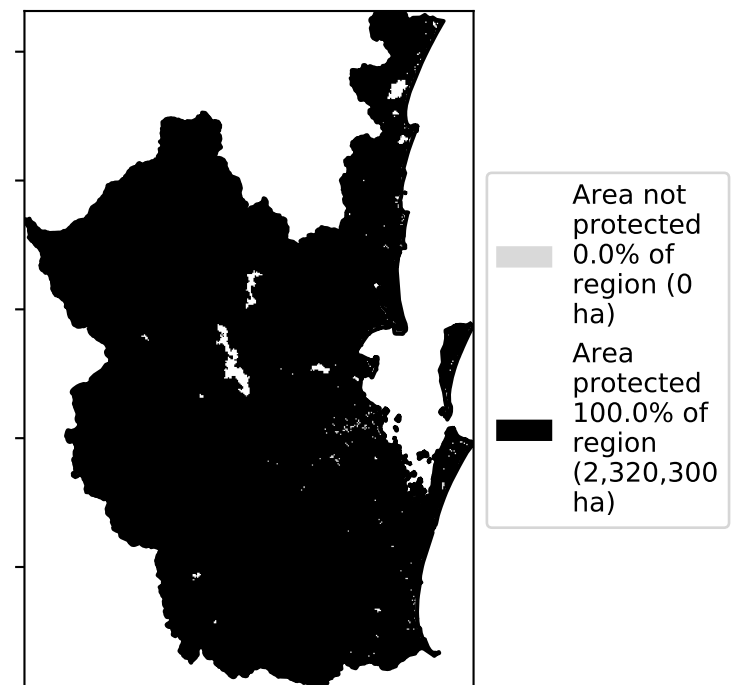 Area not
protected
0.0% of
region (0
ha)
Area
protected
100.0% of
region
(2,320,300
ha)